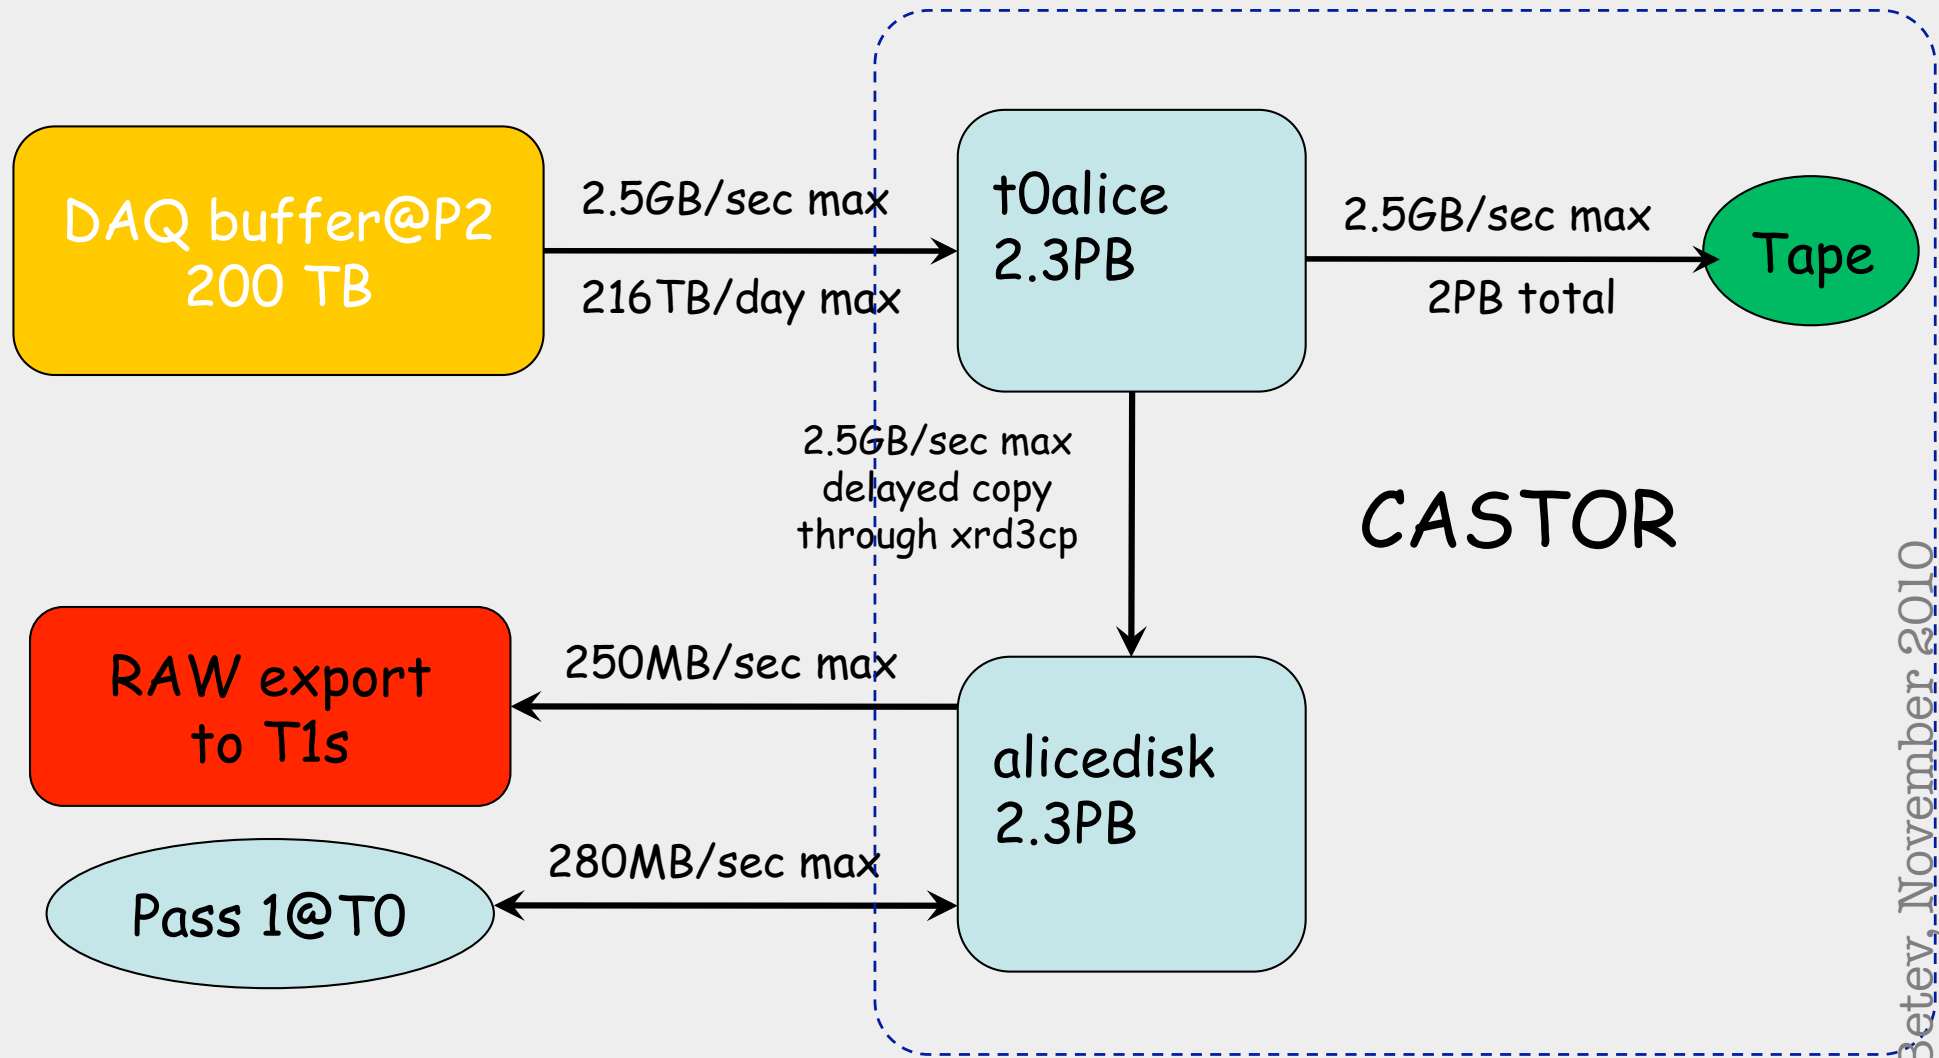 DAQ buffer@P2
200 TB
2.5GB/sec max
216TB/day max
t0alice
2.3PB
2.5GB/sec max
2PB total
Tape
2.5GB/sec max
delayed copy
through xrd3cp
CASTOR
RAW export
to T1s
250MB/sec max
alicedisk
2.3PB
280MB/sec max
Pass 1@T0
Betev, November 2010